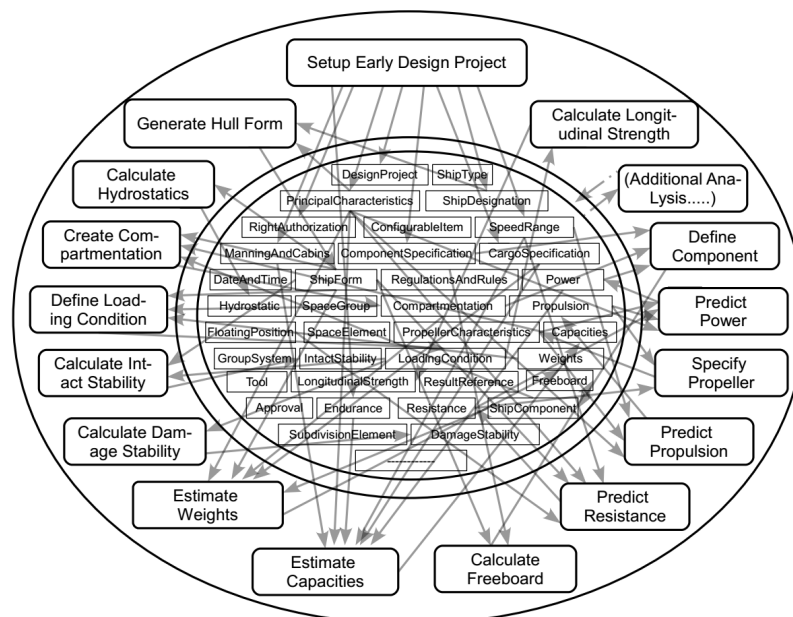 Setup Early Design Project
Generate Hull Form
Calculate Longit-
udinal Strength
Calculate
Hydrostatics
(Additional Ana-
Lysis.....)
Create Com-
partmentation
Define
Component
Define Load-
ing Condition
Predict
Power
Calculate Int-
act Stability
Specify
Propeller
Calculate Dam-
age Stability
Predict
Propulsion
Estimate
Weights
Predict
Resistance
Estimate
Capacities
Calculate
Freeboard
DesignProject ShipType
PrincipalCharacteristics ShipDesignation
RightAuthorization ConfigurableItem SpeedRange
ManningAndCabins ComponentSpecification CargoSpecification
DateAndTime ShipForm RegulationsAndRules Power
Hydrostatic SpaceGroup Compartmentation Propulsion
FloatingPosition SpaceElement PropellerCharacteristics Capacities
GroupSystem IntactStability LoadingCondition Weights
Tool LongitudinalStrength ResultReference Freeboard
Approval Endurance Resistance ShipComponent
SubdivisionElement DamageStability